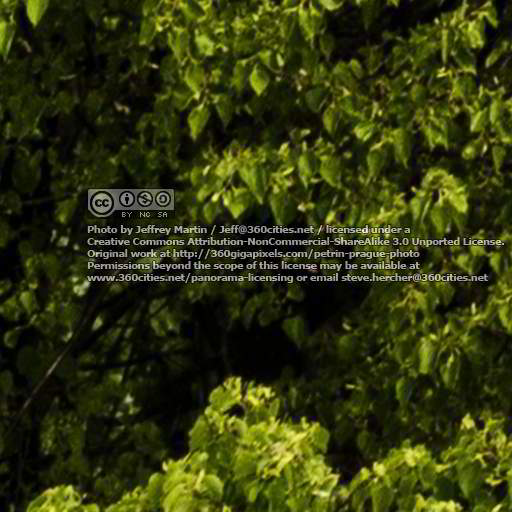 cc
BY NC SA
Photo by Jeffrey Martin / Jeff@360cities.net / licensed under a
Creative Commons Attribution-NonCommercial-ShareAlike 3.0 Unported License.
Original work at http://360gigapixels.com/petrin-prague-photo
Permissions beyond the scope of this license may be available at
www.360cities.net/panorama-licensing or email steve.hercher@360cities.net